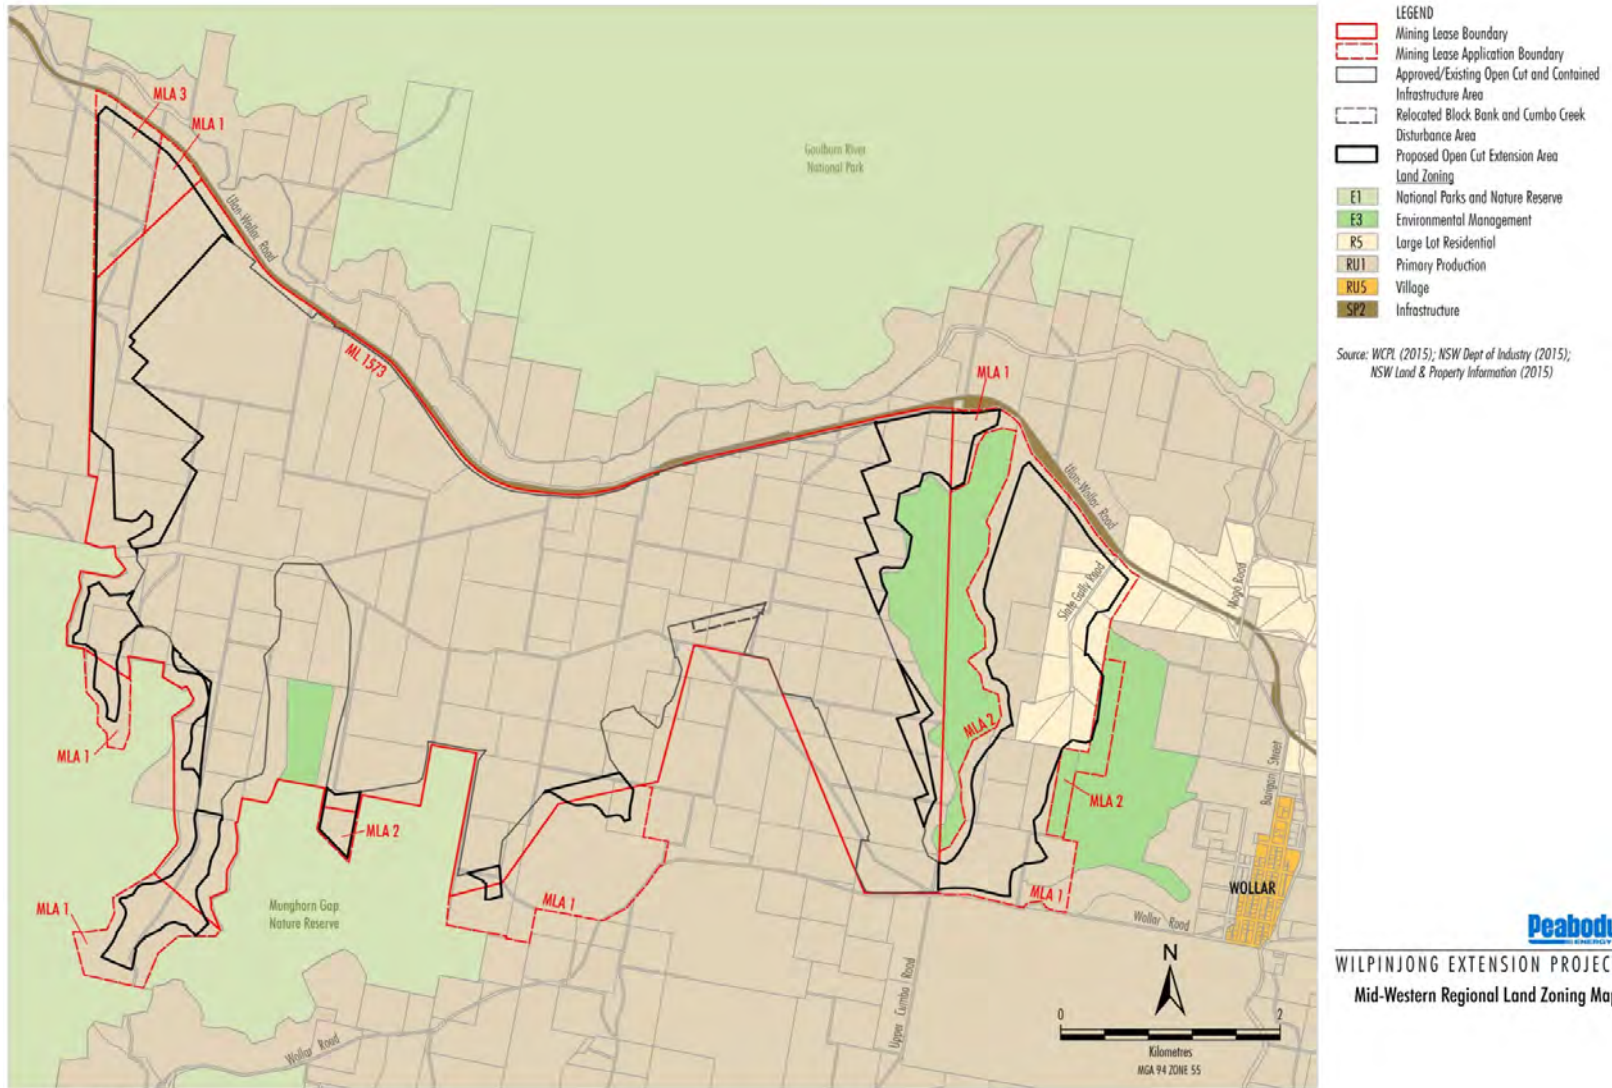 LEGEND
Mining Lease Boundary
Mining Lease Application Boundary
Approved/Existing Open Cut and Contained
Infrastructure Area
Relocated Block Bank and Cumbo Creek
Disturbance Area
Proposed Open Cut Extension Area
Land Zoning
E1 National Parks and Nature Reserve
E3 Environmental Management
R5 Large Lot Residential
RU1 Primary Production
RU5 Village
SP2 Infrastructure
Source: WCPL (2015); NSW Dept of Industry (2015);
NSW Land & Property Information (2015)
MLA 3
MLA 1
Goulburn River
National Park
Ulan-Wollar Road
ML 1573
MLA 1
Ulan-Wollar Road
Slate Gully Road
Mogo Road
MLA 2
MLA 1
Barigan Street
MLA 2
MLA 2
WOLLAR
MLA 1
MLA 1
MLA 1
Munghorn Gap
Nature Reserve
Wollar Road
Upper Cumbo Road
Wollar Road
N
0 2
Kilometres
MGA 94 ZONE 55
Peabody
ENERGY
WILPINJONG EXTENSION PROJEC
Mid-Western Regional Land Zoning Map